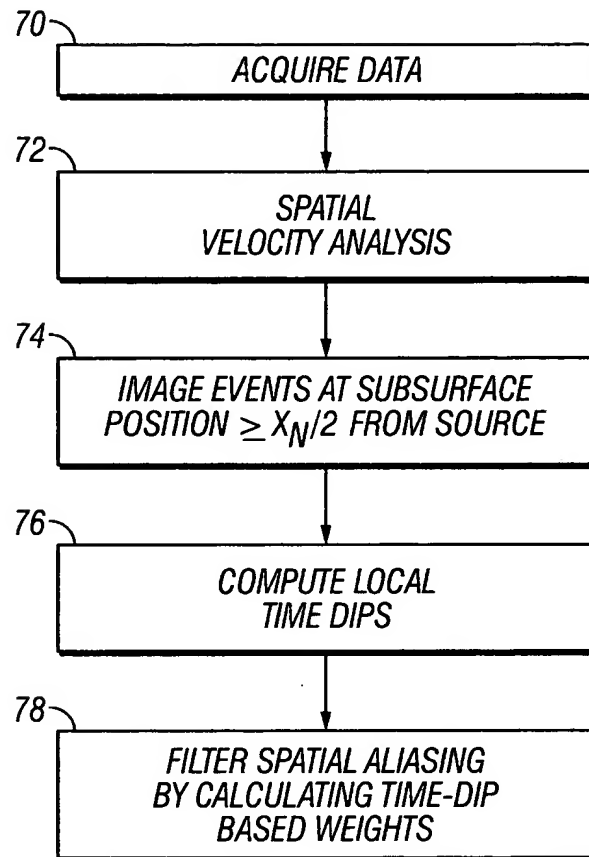 70
ACQUIRE DATA
72
SPATIAL
VELOCITY ANALYSIS
74
IMAGE EVENTS AT SUBSURFACE
POSITION ≥ XN/2 FROM SOURCE
76
COMPUTE LOCAL
TIME DIPS
78
FILTER SPATIAL ALIASING
BY CALCULATING TIME-DIP
BASED WEIGHTS